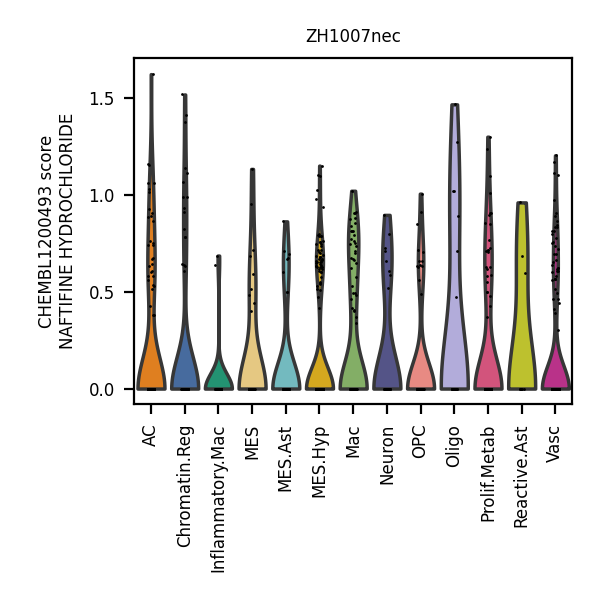 ZH1007nec
CHEMBL1200493 score
NAFTIFINE HYDROCHLORIDE
1.5
1.0
0.5
0.0
AC
Chromatin.Reg
Inflammatory.Mac
MES
MES.Ast
MES.Hyp
Mac
Neuron
OPC
Oligo
Prolif.Metab
Reactive.Ast
Vasc